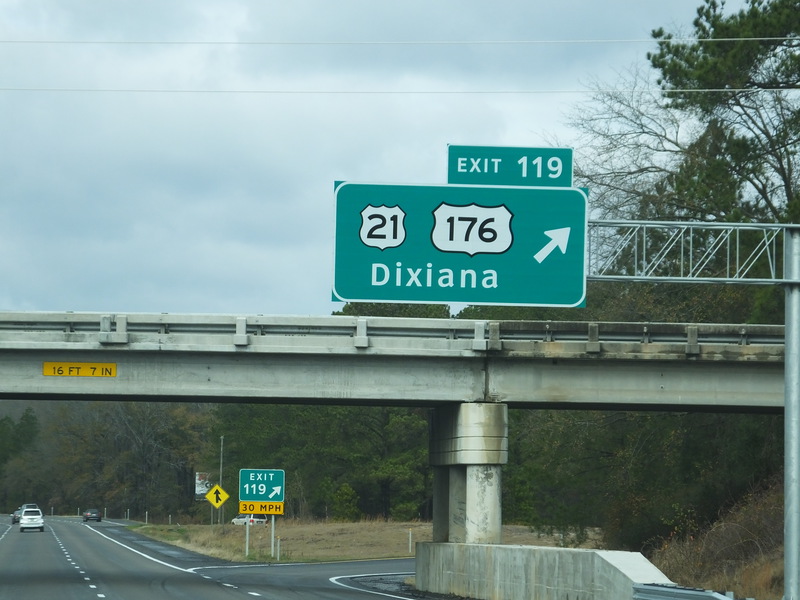 EXIT 119
21 176
Dixiana
16 FT 7 IN
EXIT
119
30 MPH